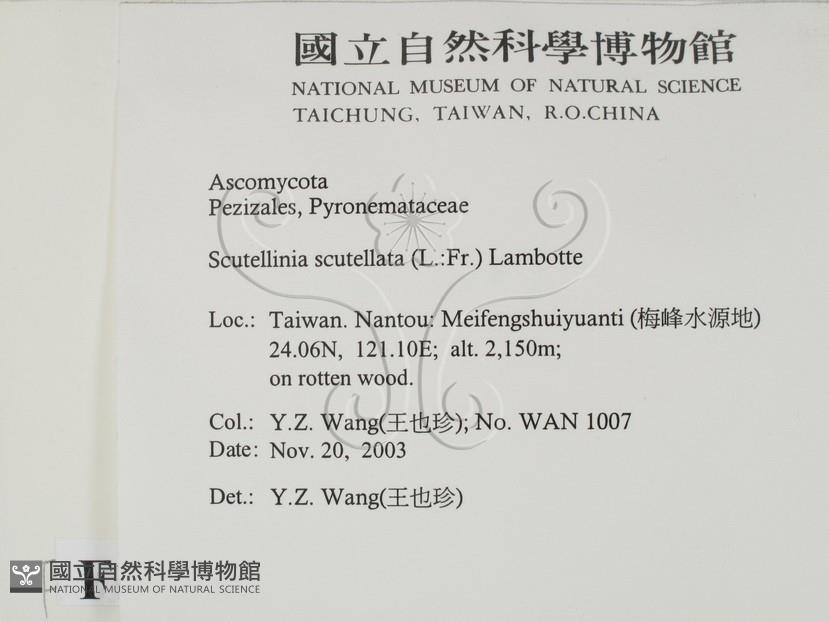 國立自然科學博物館
NATIONAL MUSEUM OF NATURAL SCIENCE
TAICHUNG, TAIWAN, R.O.CHINA
Ascomycota
Pezizales, Pyronemataceae
Scutellinia scutellata (L.:Fr.) Lambotte
Loc.: Taiwan. Nantou: Meifengshuiyuanti (梅峰水源地)
24.06N, 121.10E; alt. 2,150m;
on rotten wood.
Col.: Y.Z. Wang(王也珍); No. WAN 1007
Date: Nov. 20, 2003
Det.: Y.Z. Wang(王也珍)
F
國立自然科學博物館
NATIONAL MUSEUM OF NATURAL SCIENCE